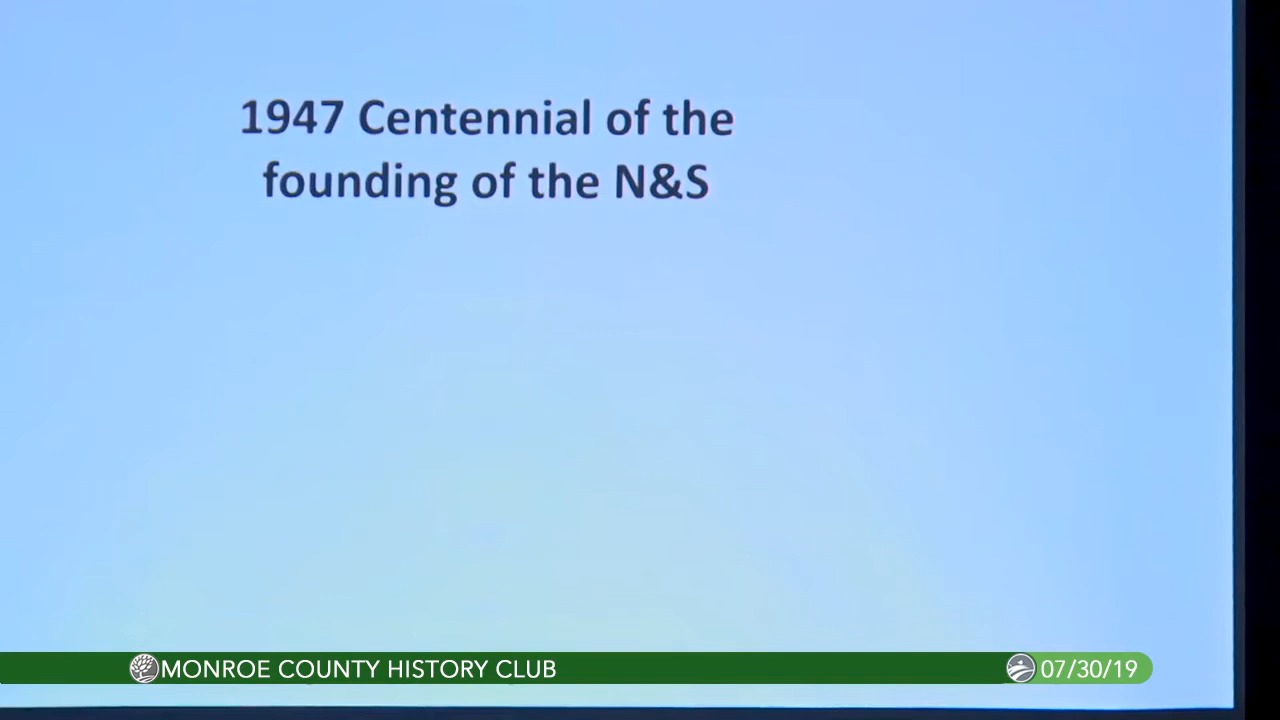 1947 Centennial of the
founding of the N&S
MONROE COUNTY HISTORY CLUB
07/30/19